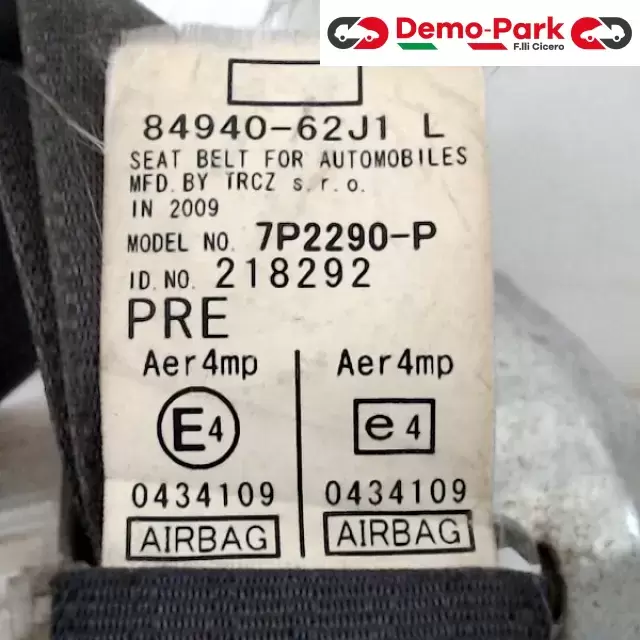 Demo-Park
F.lli Cicero
84940-62J1 L
SEAT BELT FOR AUTOMOBILES
MFD. BY TRCZ s.r.o.
IN 2009
MODEL NO. 7P2290-P
ID. NO. 218292
PRE
Aer4mp Aer4mp
E4 e4
0434109 0434109
AIRBAG AIRBAG